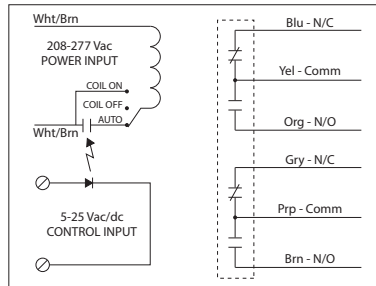 Wht/Brn
208-277 Vac
POWER INPUT
COIL ON
COIL OFF
AUTO
Wht/Brn
5-25 Vac/dc
CONTROL INPUT
Blu - N/C
Yel - Comm
Org - N/O
Gry - N/C
Prp - Comm
Brn - N/O